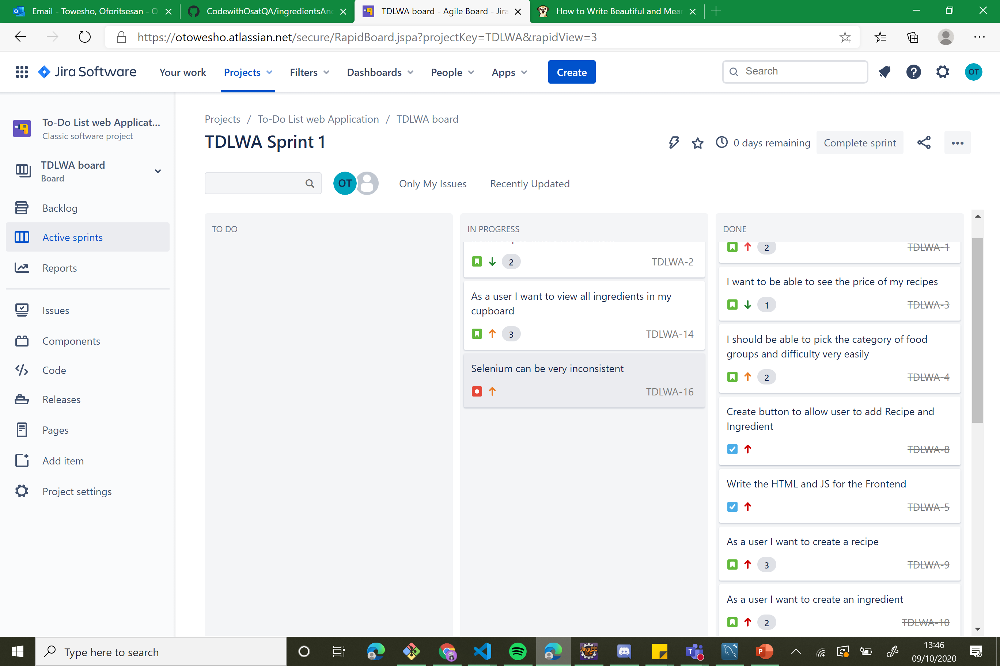 Email - Towesho, Oforitsesan - O
CodewithOsatQA/ingredientsAnd
TDLWA board - Agile Board - Jira
How to Write Beautiful and Mean
https://otowesho.atlassian.net/secure/RapidBoard.jspa?projectKey=TDLWA&rapidView=3
Jira Software
Your work
Projects
Filters
Dashboards
People
Apps
Create
Search
OT
To-Do List web Applicat...
Classic software project
TDLWA board
Board
Backlog
Active sprints
Reports
Issues
Components
Code
Releases
Pages
Add item
Project settings
Projects / To-Do List web Application / TDLWA board
TDLWA Sprint 1
0 days remaining
Complete sprint
OT
Only My Issues
Recently Updated
TO DO
IN PROGRESS
from recipes where I need them
2
TDLWA-2
As a user I want to view all ingredients in my
cupboard
3
TDLWA-14
Selenium can be very inconsistent
TDLWA-16
DONE
2
TDLWA-1
I want to be able to see the price of my recipes
1
TDLWA-3
I should be able to pick the category of food
groups and difficulty very easily
2
TDLWA-4
Create button to allow user to add Recipe and
Ingredient
TDLWA-8
Write the HTML and JS for the Frontend
TDLWA-5
As a user I want to create a recipe
3
TDLWA-9
As a user I want to create an ingredient
2
TDLWA-10
Type here to search
Java EE
IDE
13:46
09/10/2020